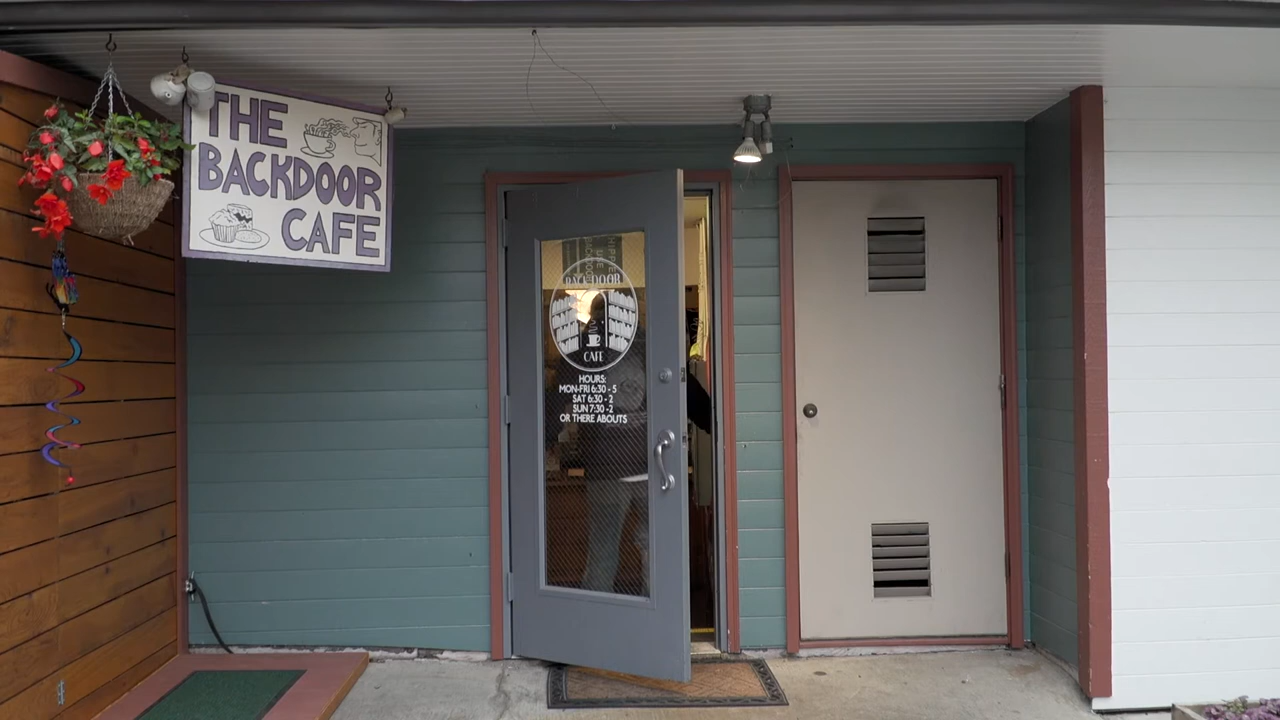 THE
BACKDOOR
CAFE
BACKDOOR
CAFE
HOURS:
MON-FRI 6:30 - 5
SAT 6:30 - 2
SUN 7:30 -2
OR THERE ABOUTS